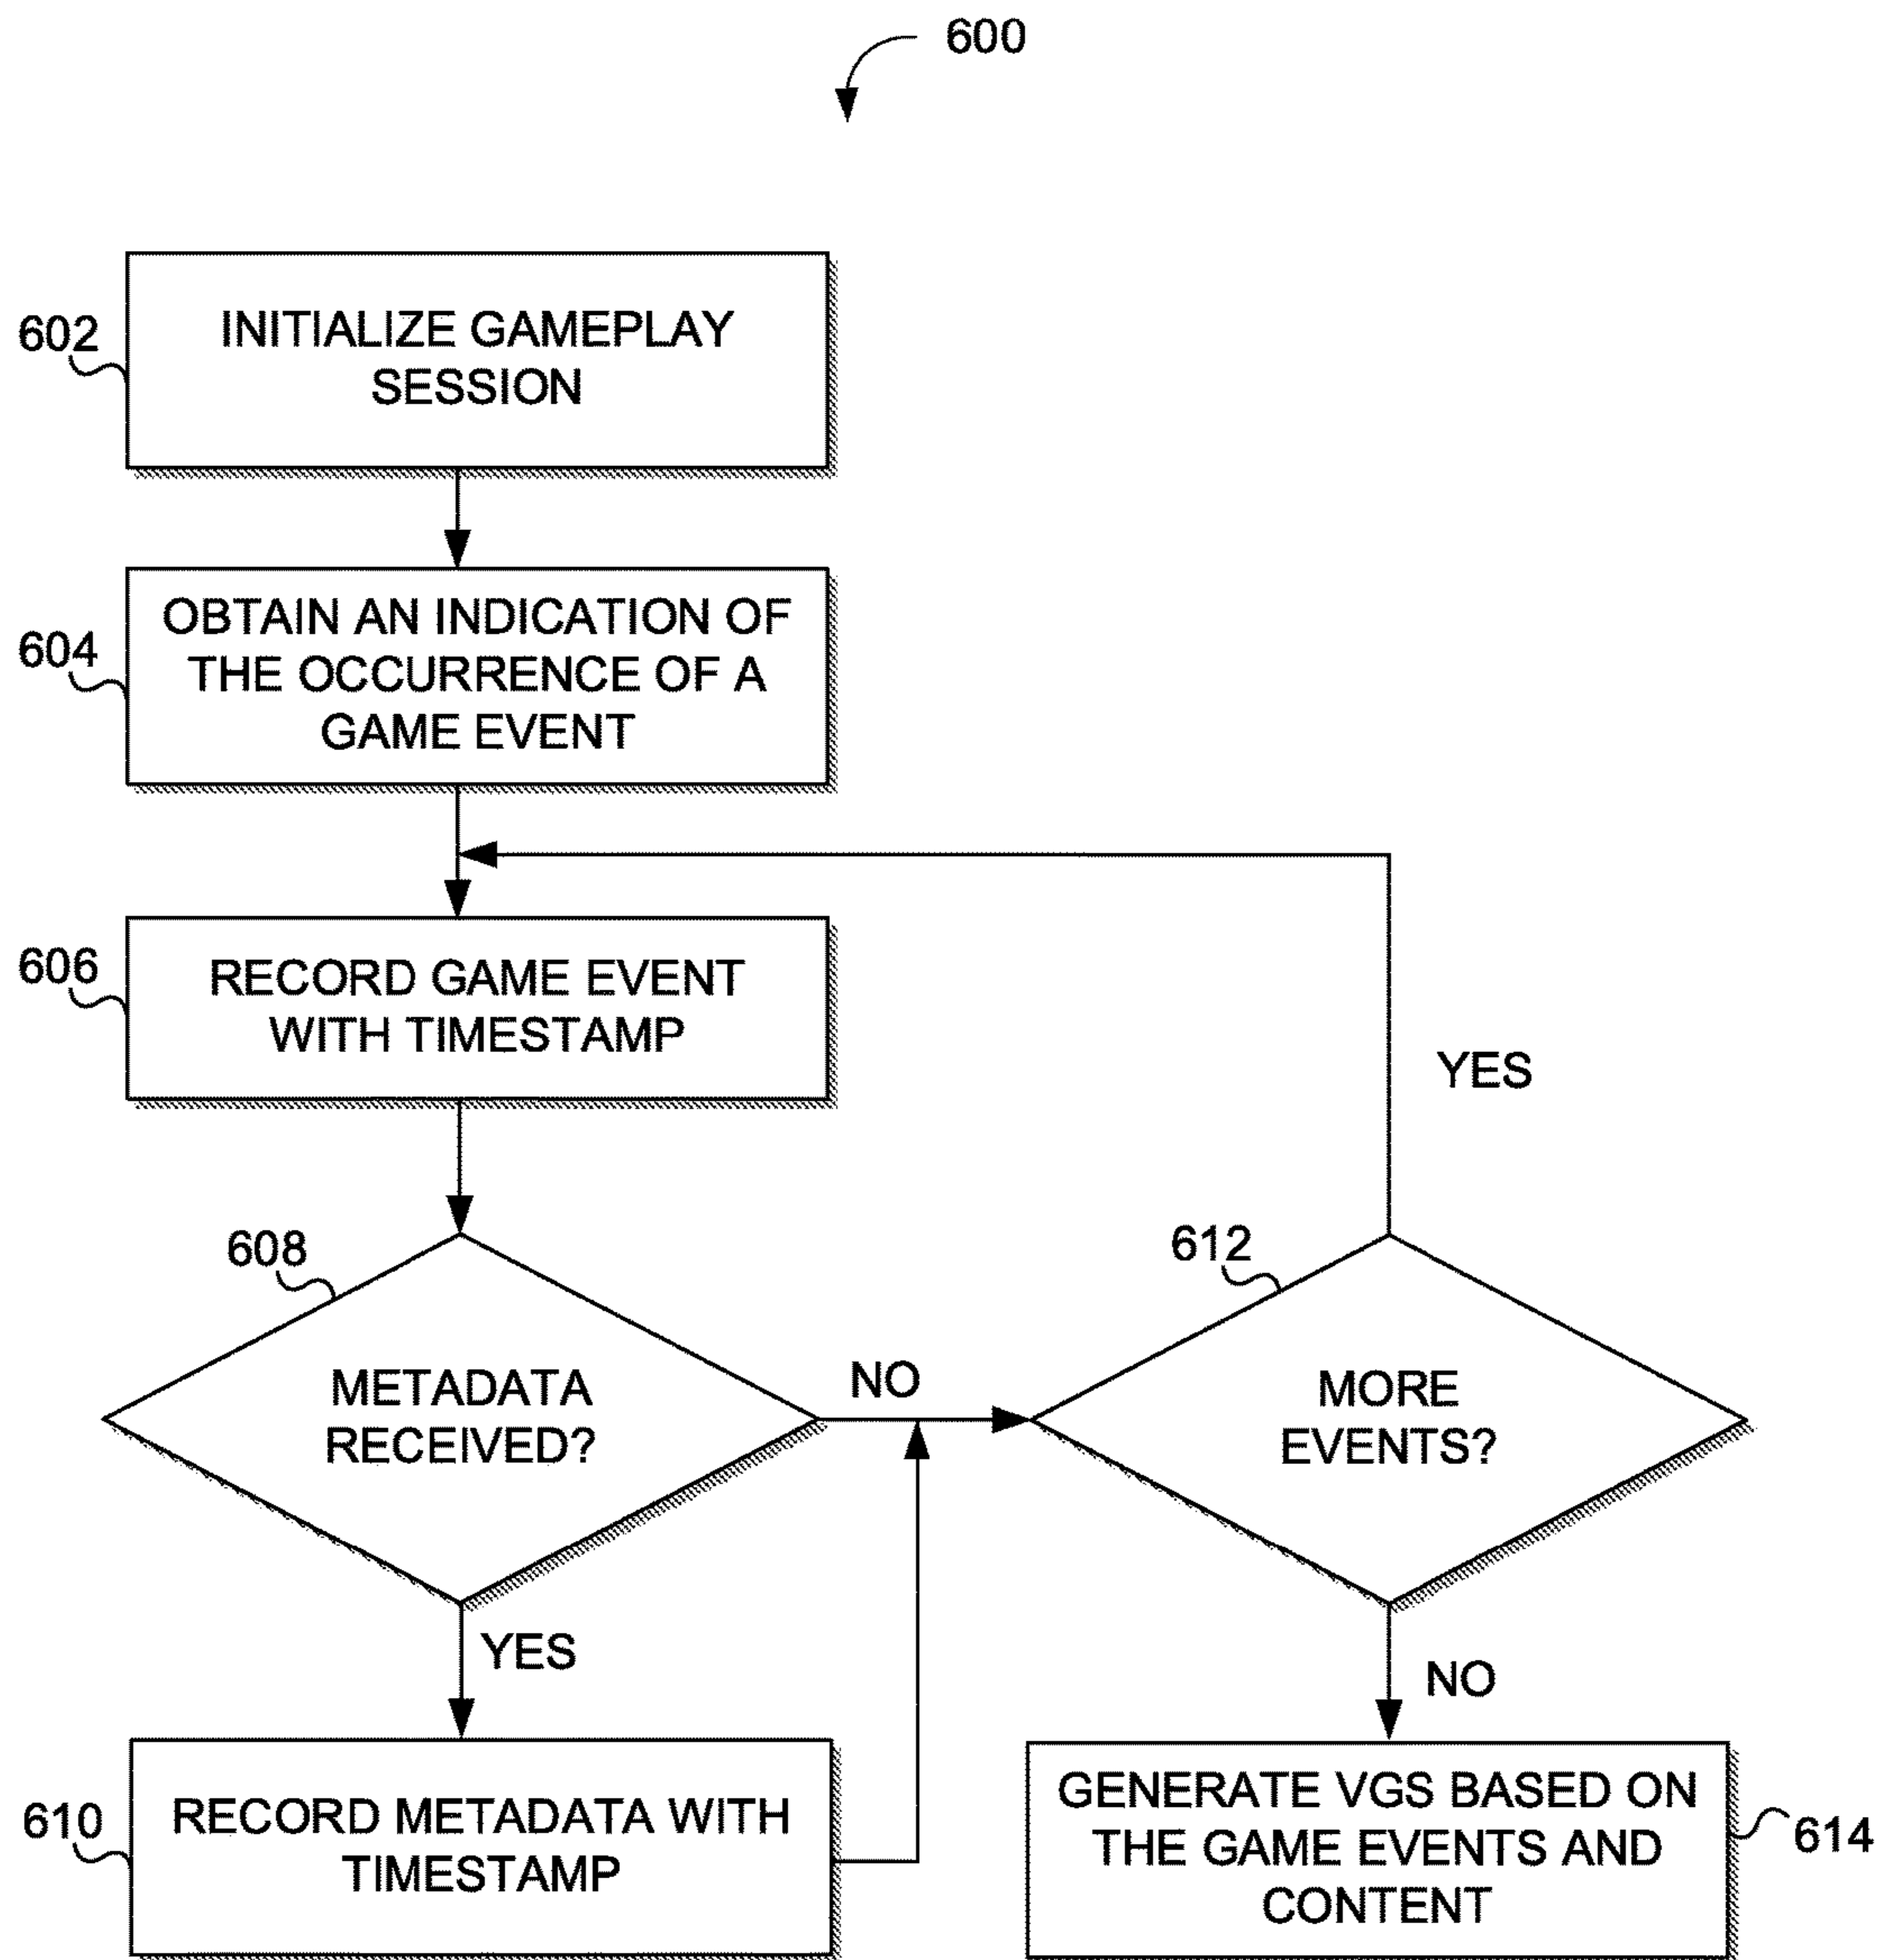 600
602
INITIALIZE GAMEPLAY
SESSION
604
OBTAIN AN INDICATION OF
THE OCCURRENCE OF A
GAME EVENT
606
RECORD GAME EVENT
WITH TIMESTAMP
YES
608
METADATA
RECEIVED?
NO
612
MORE
EVENTS?
YES
NO
610
RECORD METADATA WITH
TIMESTAMP
GENERATE VGS BASED ON
THE GAME EVENTS AND
CONTENT
614